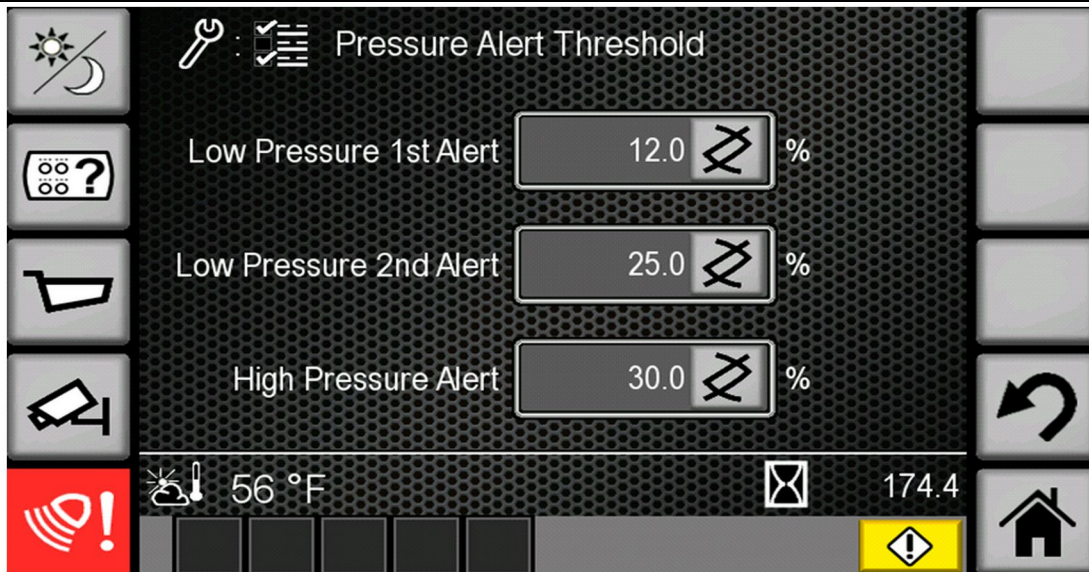 : Pressure Alert Threshold
Low Pressure 1st Alert 12.0 %
Low Pressure 2nd Alert 25.0 %
High Pressure Alert 30.0 %
?
56 °F 174.4
!
!